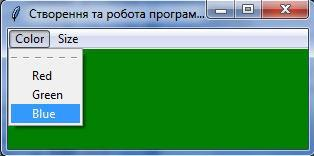 Створення та робота програм...
Color Size
Red
Green
Blue